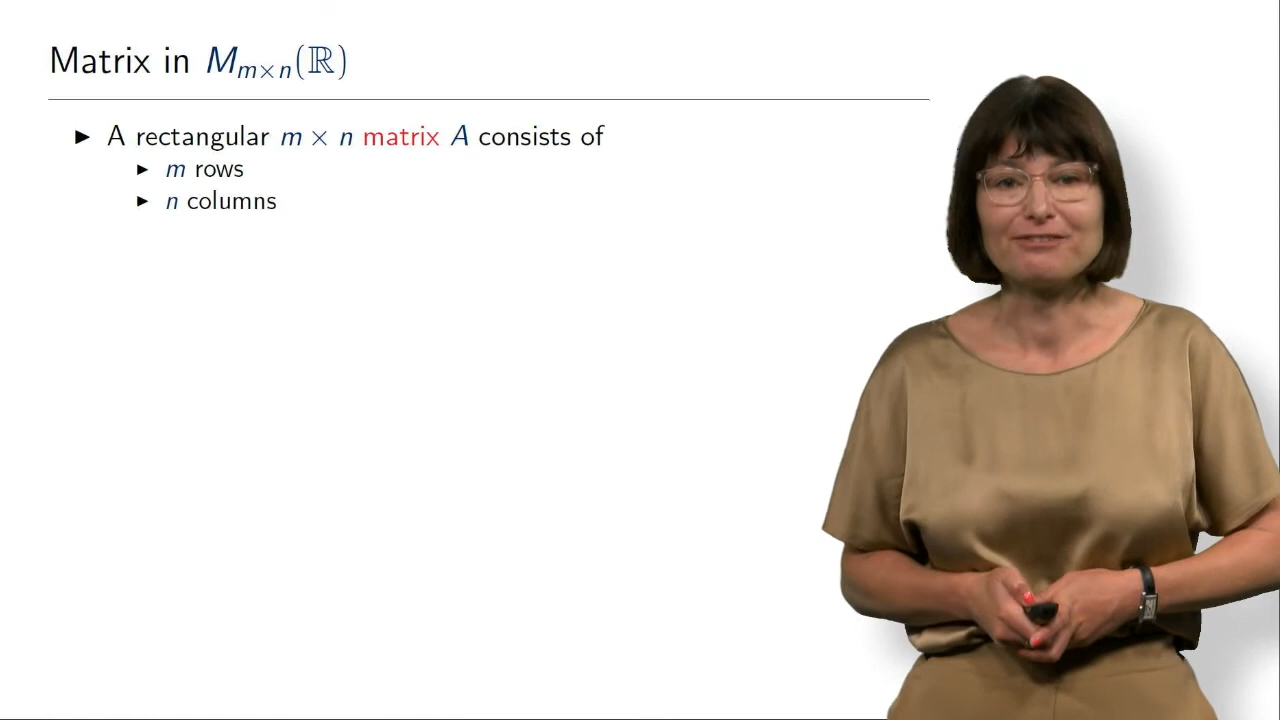 Matrix in M_{m×n}(ℝ)
▶ A rectangular m × n matrix A consists of
▶ m rows
▶ n columns